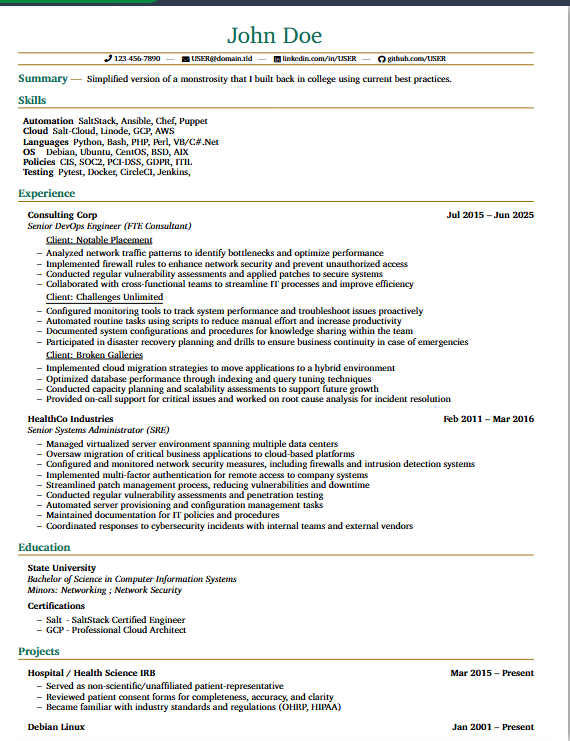 John Doe
123-456-7890 — USER@domain.tld — linkedin.com/in/USER — github.com/USER
Summary — Simplified version of a monstrosity that I built back in college using current best practices.
Skills
Automation SaltStack, Ansible, Chef, Puppet
Cloud Salt-Cloud, Linode, GCP, AWS
Languages Python, Bash, PHP, Perl, VB/C#.Net
OS Debian, Ubuntu, CentOS, BSD, AIX
Policies CIS, SOC2, PCI-DSS, GDPR, ITIL
Testing Pytest, Docker, CircleCI, Jenkins,
Experience
Consulting Corp Jul 2015 – Jun 2025
Senior DevOps Engineer (FTE Consultant)
Client: Notable Placement
– Analyzed network traffic patterns to identify bottlenecks and optimize performance
– Implemented firewall rules to enhance network security and prevent unauthorized access
– Conducted regular vulnerability assessments and applied patches to secure systems
– Collaborated with cross-functional teams to streamline IT processes and improve efficiency
Client: Challenges Unlimited
– Configured monitoring tools to track system performance and troubleshoot issues proactively
– Automated routine tasks using scripts to reduce manual effort and increase productivity
– Documented system configurations and procedures for knowledge sharing within the team
– Participated in disaster recovery planning and drills to ensure business continuity in case of emergencies
Client: Broken Galleries
– Implemented cloud migration strategies to move applications to a hybrid environment
– Optimized database performance through indexing and query tuning techniques
– Conducted capacity planning and scalability assessments to support future growth
– Provided on-call support for critical issues and worked on root cause analysis for incident resolution
HealthCo Industries Feb 2011 – Mar 2016
Senior Systems Administrator (SRE)
– Managed virtualized server environment spanning multiple data centers
– Oversaw migration of critical business applications to cloud-based platforms
– Configured and monitored network security measures, including firewalls and intrusion detection systems
– Implemented multi-factor authentication for remote access to company systems
– Streamlined patch management process, reducing vulnerabilities and downtime
– Conducted regular vulnerability assessments and penetration testing
– Automated server provisioning and configuration management tasks
– Maintained documentation for IT policies and procedures
– Coordinated responses to cybersecurity incidents with internal teams and external vendors
Education
State University
Bachelor of Science in Computer Information Systems
Minors: Networking ; Network Security
Certifications
– Salt - SaltStack Certified Engineer
– GCP - Professional Cloud Architect
Projects
Hospital / Health Science IRB Mar 2015 – Present
– Served as non-scientific/unaffiliated patient-representative
– Reviewed patient consent forms for completeness, accuracy, and clarity
– Became familiar with industry standards and regulations (OHRP, HIPAA)
Debian Linux Jan 2001 – Present